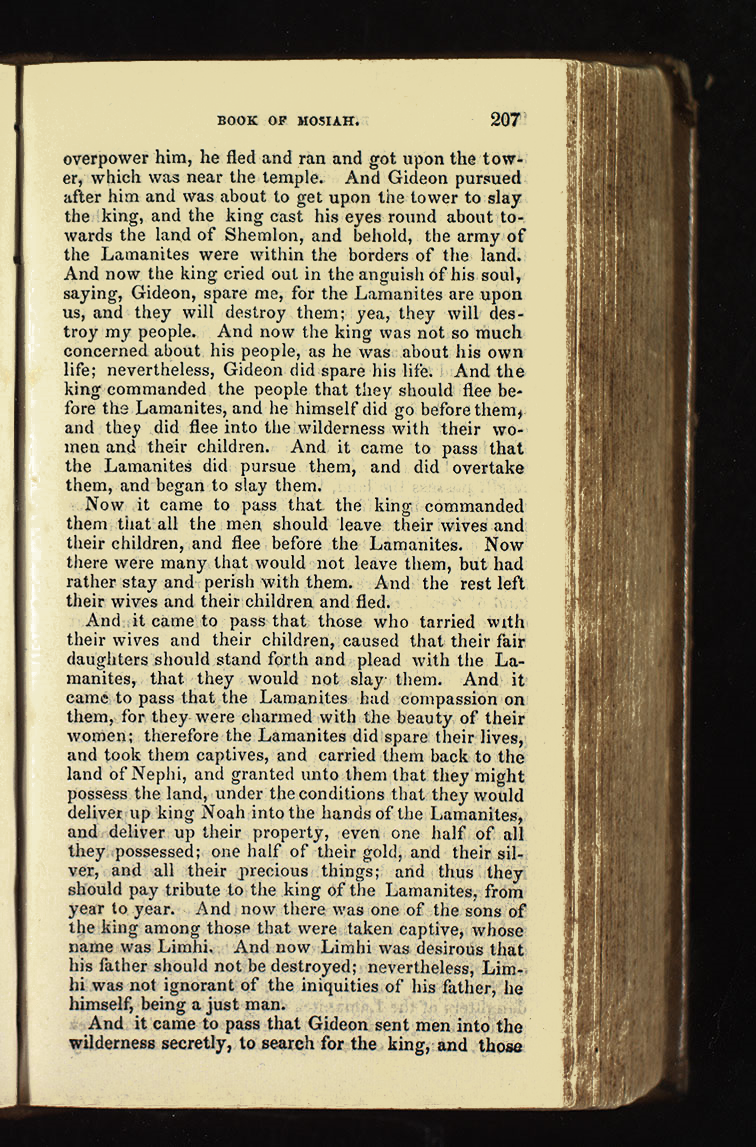 BOOK OF MOSIAH. 207
overpower him, he fled and ran and got upon the tow-
er, which was near the temple. And Gideon pursued
after him and was about to get upon the tower to slay
the king, and the king cast his eyes round about to-
wards the land of Shemlon, and behold, the army of
the Lamanites were within the borders of the land.
And now the king cried out in the anguish of his soul,
saying, Gideon, spare me, for the Lamanites are upon
us, and they will destroy them; yea, they will des-
troy my people. And now the king was not so much
concerned about his people, as he was about his own
life; nevertheless, Gideon did spare his life. And the
king commanded the people that they should flee be-
fore the Lamanites, and he himself did go before them,
and they did flee into the wilderness with their wo-
men and their children. And it came to pass that
the Lamanites did pursue them, and did overtake
them, and began to slay them.
Now it came to pass that the king commanded
them that all the men should leave their wives and
their children, and flee before the Lamanites. Now
there were many that would not leave them, but had
rather stay and perish with them. And the rest left
their wives and their children and fled.
And it came to pass that those who tarried with
their wives and their children, caused that their fair
daughters should stand forth and plead with the La-
manites, that they would not slay them. And it
came to pass that the Lamanites had compassion on
them, for they were charmed with the beauty of their
women; therefore the Lamanites did spare their lives,
and took them captives, and carried them back to the
land of Nephi, and granted unto them that they might
possess the land, under the conditions that they would
deliver up king Noah into the hands of the Lamanites,
and deliver up their property, even one half of all
they possessed; one half of their gold, and their sil-
ver, and all their precious things; and thus they
should pay tribute to the king of the Lamanites, from
year to year. And now there was one of the sons of
the king among those that were taken captive, whose
name was Limhi. And now Limhi was desirous that
his father should not be destroyed; nevertheless, Lim-
hi was not ignorant of the iniquities of his father, he
himself, being a just man.
And it came to pass that Gideon sent men into the
wilderness secretly, to search for the king, and those